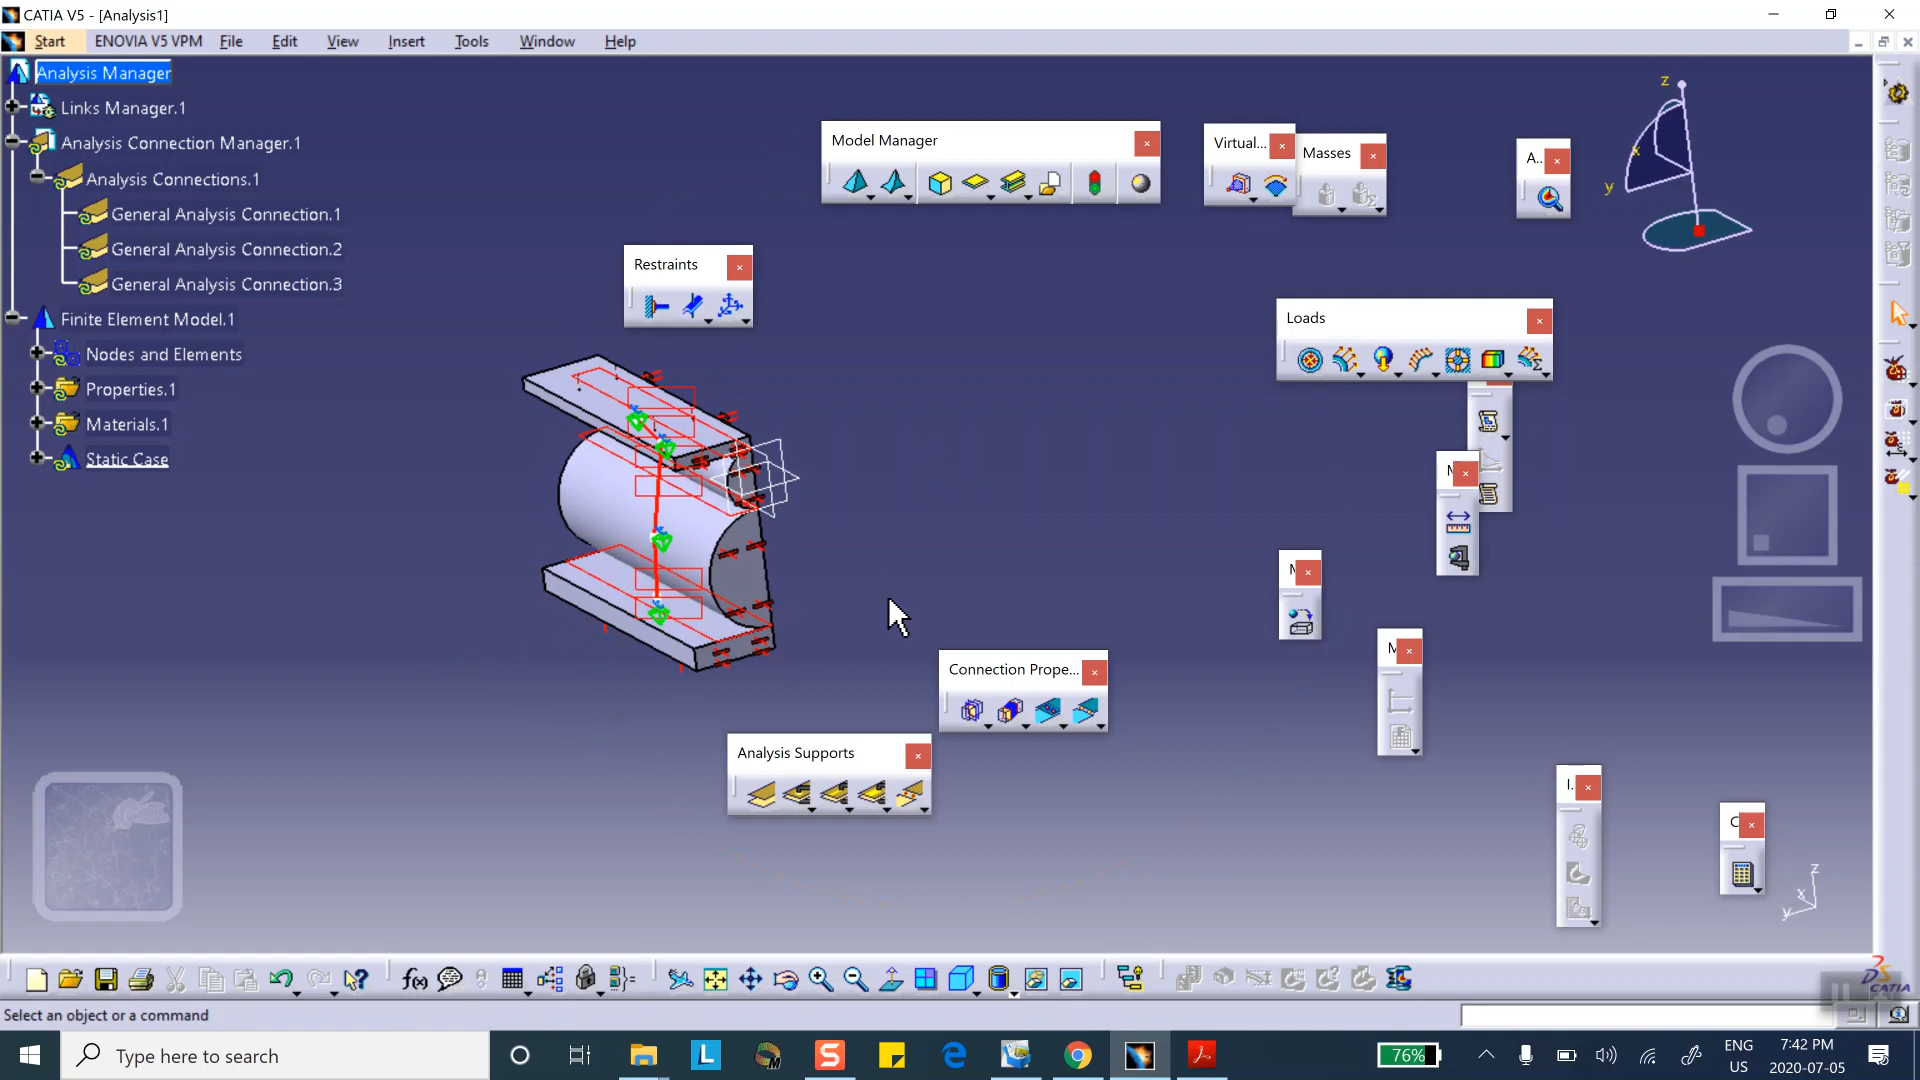 CATIA V5 - [Analysis1]
Start ENOVIA V5 VPM File Edit View Insert Tools Window Help
Analysis Manager
Links Manager.1
Analysis Connection Manager.1
Analysis Connections.1
General Analysis Connection.1
General Analysis Connection.2
General Analysis Connection.3
Finite Element Model.1
Nodes and Elements
Properties.1
Materials.1
Static Case
Model Manager
Virtual...
Masses
A..
z
x
y
Restraints
Loads
M
M
M
Connection Prope...
Analysis Supports
I.
C
z
x
y
f(x)
CATIA
Select an object or a command
Type here to search
L
S
76%
ENG
US
7:42 PM
2020-07-05